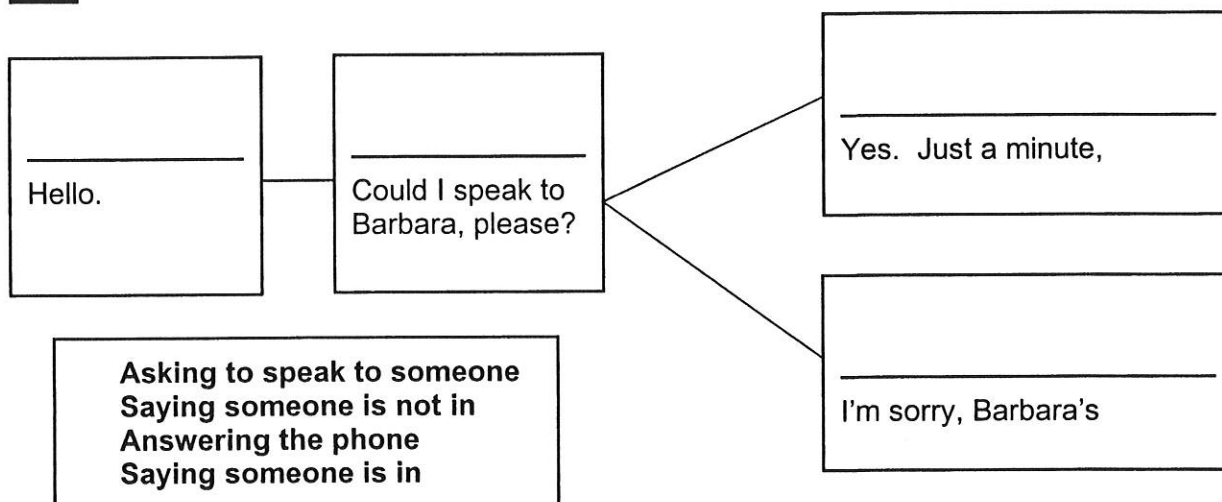 Hello.
Could I speak to
Barbara, please?
Yes. Just a minute,
I'm sorry, Barbara's
Asking to speak to someone
Saying someone is not in
Answering the phone
Saying someone is in